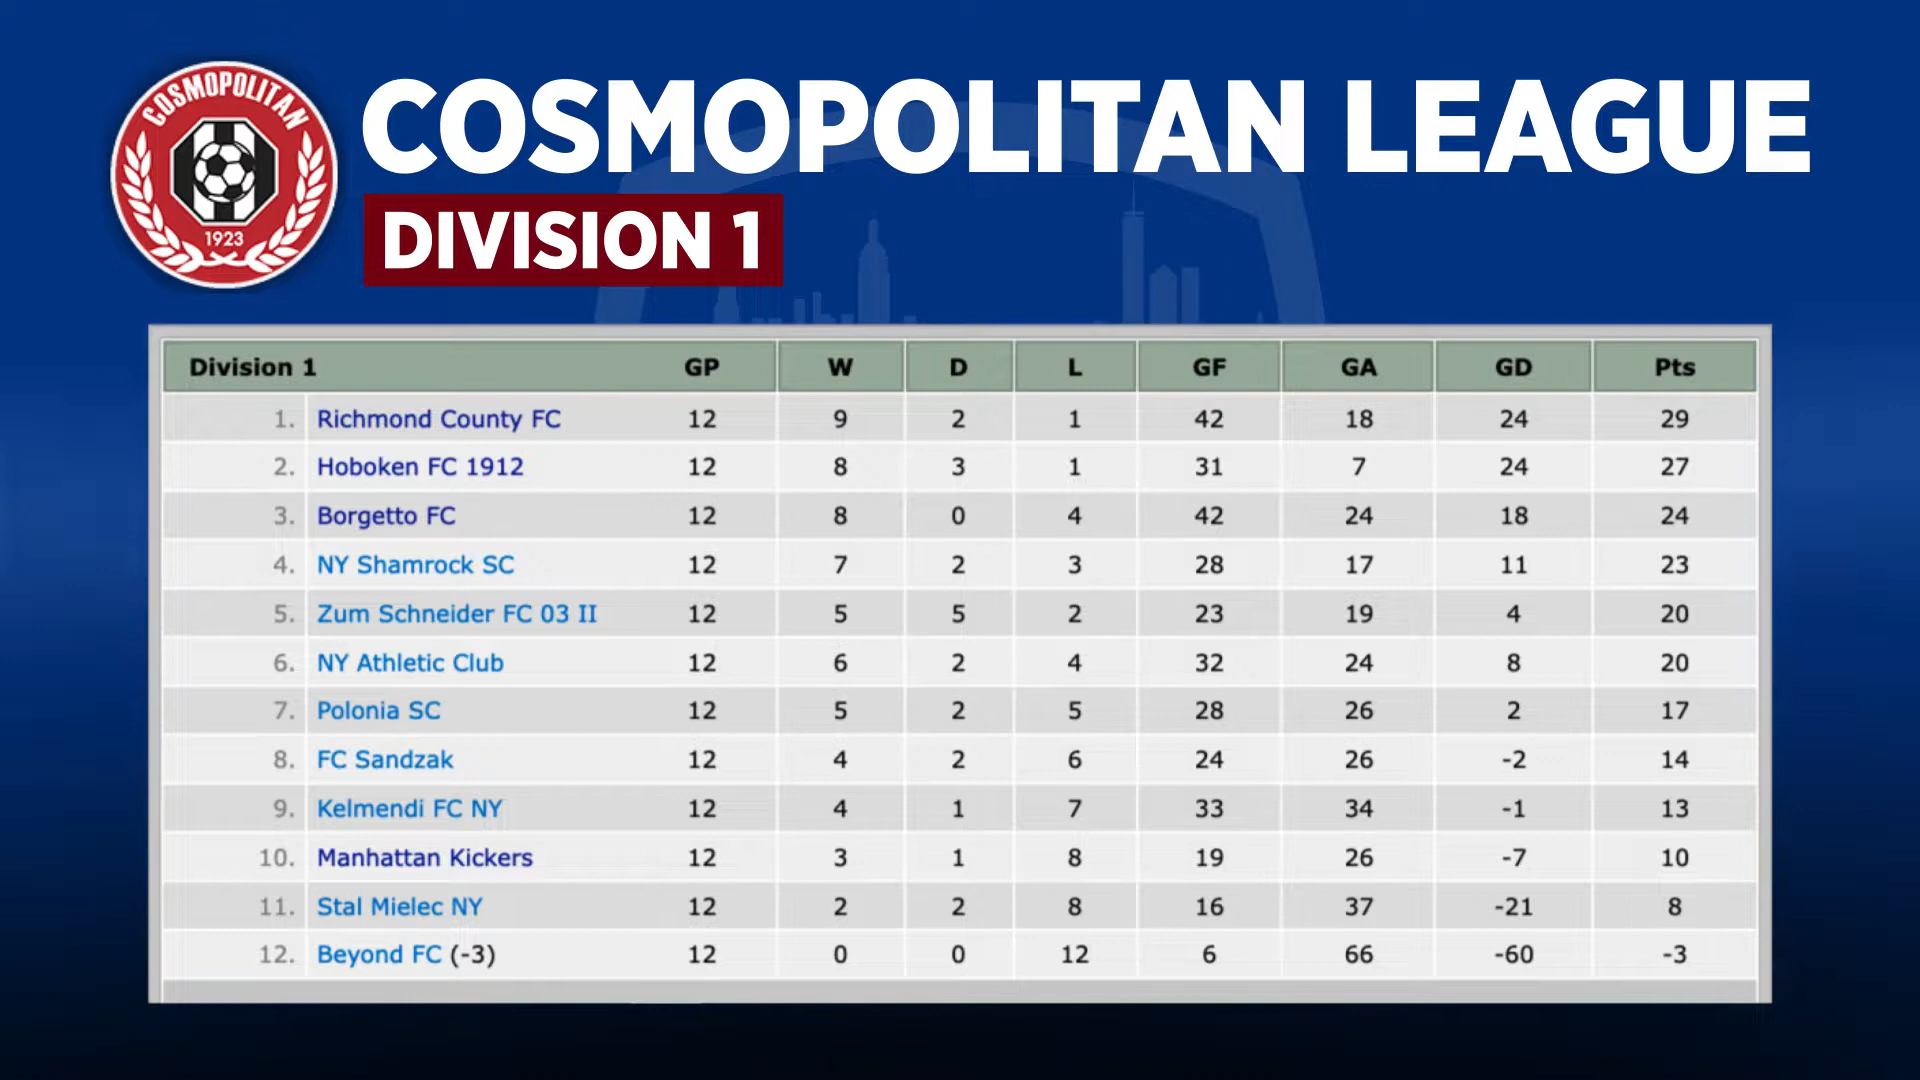 COSMOPOLITAN
1923
COSMOPOLITAN LEAGUE
DIVISION 1
Division 1 GP W D L GF GA GD Pts
1. Richmond County FC 12 9 2 1 42 18 24 29
2. Hoboken FC 1912 12 8 3 1 31 7 24 27
3. Borgetto FC 12 8 0 4 42 24 18 24
4. NY Shamrock SC 12 7 2 3 28 17 11 23
5. Zum Schneider FC 03 II 12 5 5 2 23 19 4 20
6. NY Athletic Club 12 6 2 4 32 24 8 20
7. Polonia SC 12 5 2 5 28 26 2 17
8. FC Sandzak 12 4 2 6 24 26 -2 14
9. Kelmendi FC NY 12 4 1 7 33 34 -1 13
10. Manhattan Kickers 12 3 1 8 19 26 -7 10
11. Stal Mielec NY 12 2 2 8 16 37 -21 8
12. Beyond FC (-3) 12 0 0 12 6 66 -60 -3